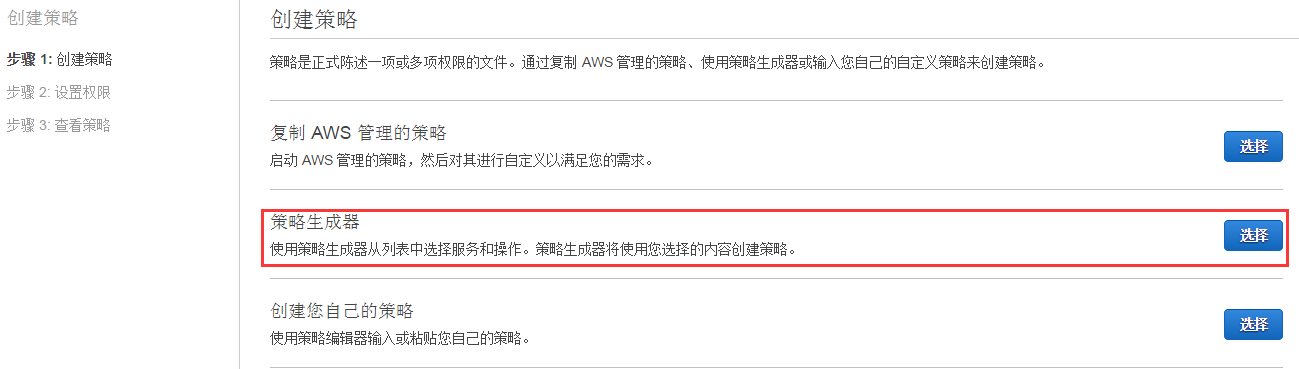 创建策略
步骤 1: 创建策略
步骤 2: 设置权限
步骤 3: 查看策略
创建策略
策略是正式陈述一项或多项权限的文件。通过复制 AWS 管理的策略、使用策略生成器或输入您自己的自定义策略来创建策略。
复制 AWS 管理的策略
启动 AWS 管理的策略，然后对其进行自定义以满足您的需求。
选择
策略生成器
使用策略生成器从列表中选择服务和操作。策略生成器将使用您选择的内容创建策略。
选择
创建您自己的策略
使用策略编辑器输入或粘贴您自己的策略。
选择